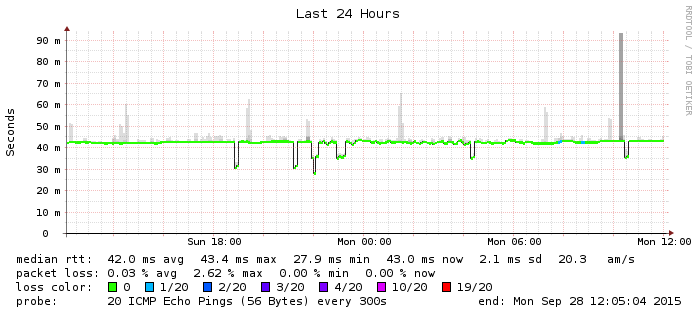 Last 24 Hours
RRDTOOL / TOBI OETIKER
Seconds
90 m
80 m
70 m
60 m
50 m
40 m
30 m
20 m
10 m
0
Sun 18:00 Mon 00:00 Mon 06:00 Mon 12:00
median rtt: 42.0 ms avg 43.4 ms max 27.9 ms min 43.0 ms now 2.1 ms sd 20.3 am/s
packet loss: 0.03 % avg 2.62 % max 0.00 % min 0.00 % now
loss color: 0 1/20 2/20 3/20 4/20 10/20 19/20
probe: 20 ICMP Echo Pings (56 Bytes) every 300s end: Mon Sep 28 12:05:04 2015